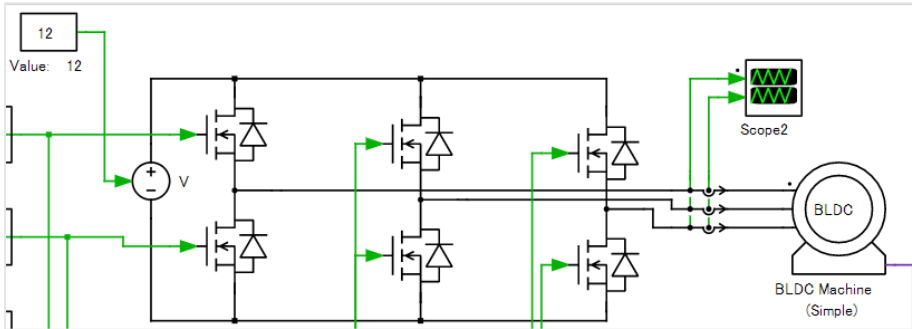 12
Value: 12
V
Scope2
BLDC
BLDC Machine
(Simple)